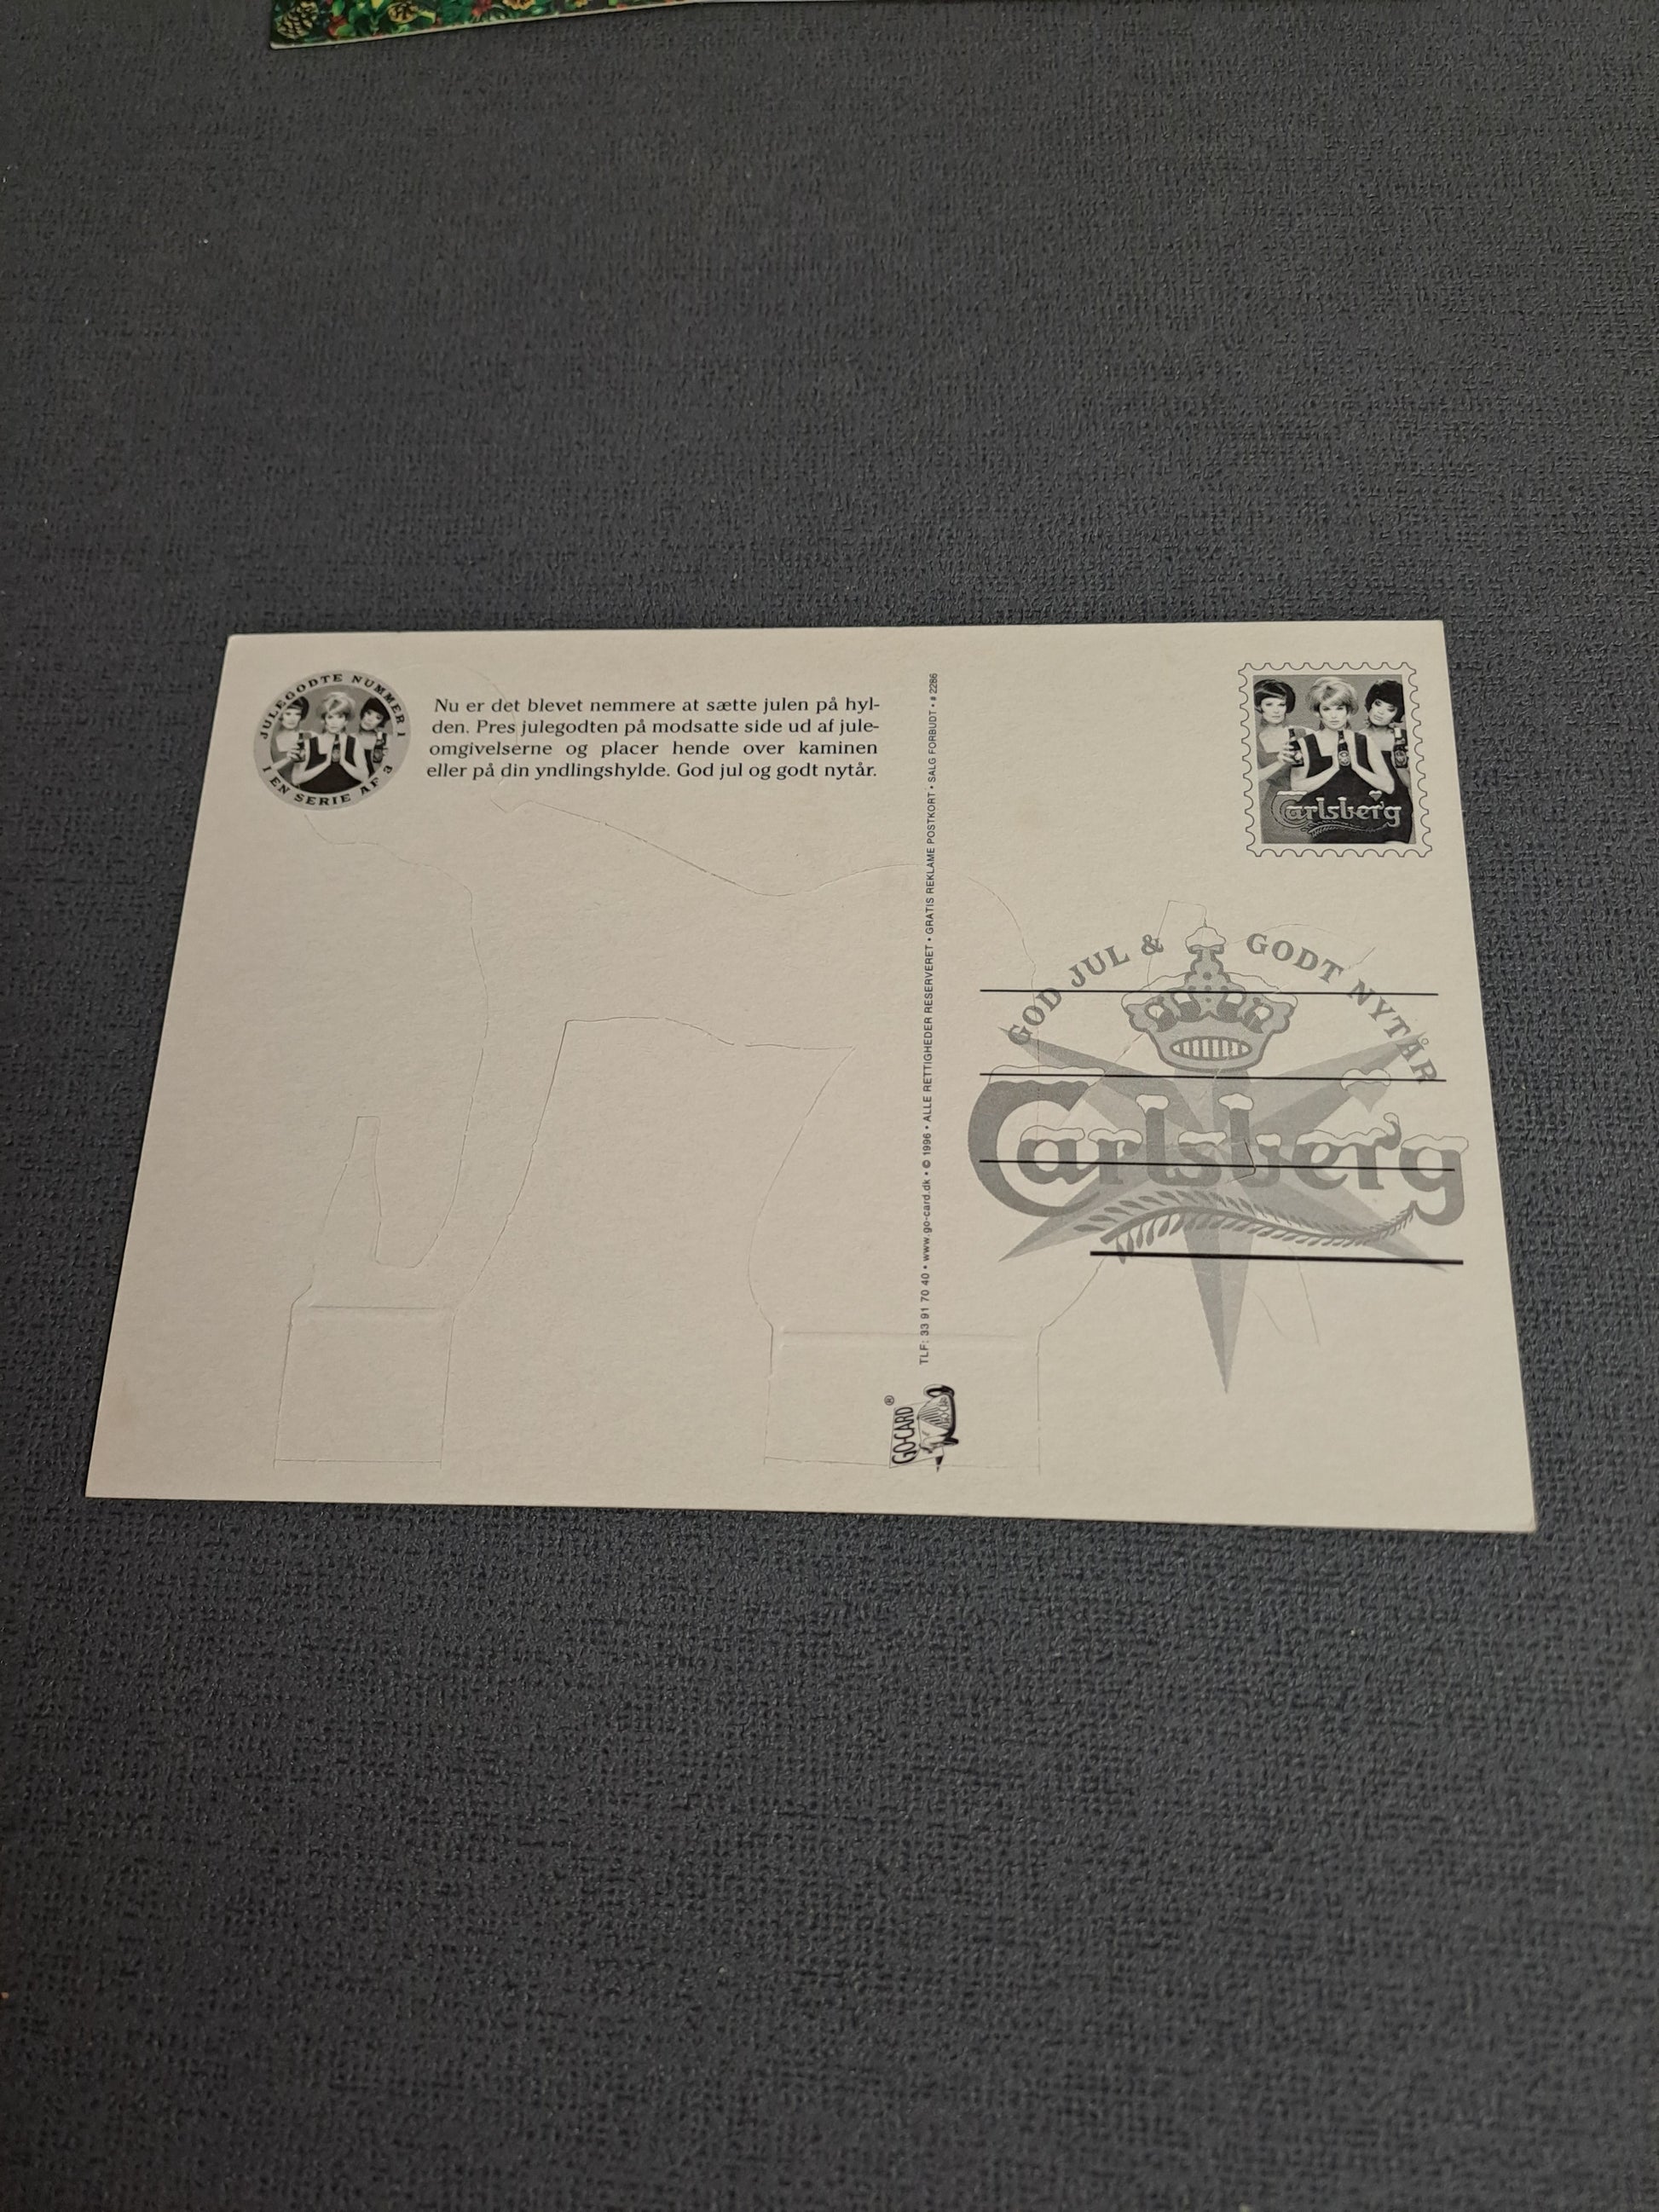 JULEGODTE NUMMER 1
I EN SERIE AF 3
Nu er det blevet nemmere at sætte julen på hyl-
den. Pres julegodten på modsatte side ud af jule-
omgivelserne og placer hende over kaminen
eller på din yndlingshylde. God jul og godt nytår.
TLF: 33 91 70 40 • www.go-card.dk • © 1996 • ALLE RETTIGHEDER RESERVERET • GRATIS REKLAME POSTKORT • SALG FORBUDT • # 2286
GO-CARD®
Carlsberg
GOD JUL & GODT NYTÅR
Carlsberg